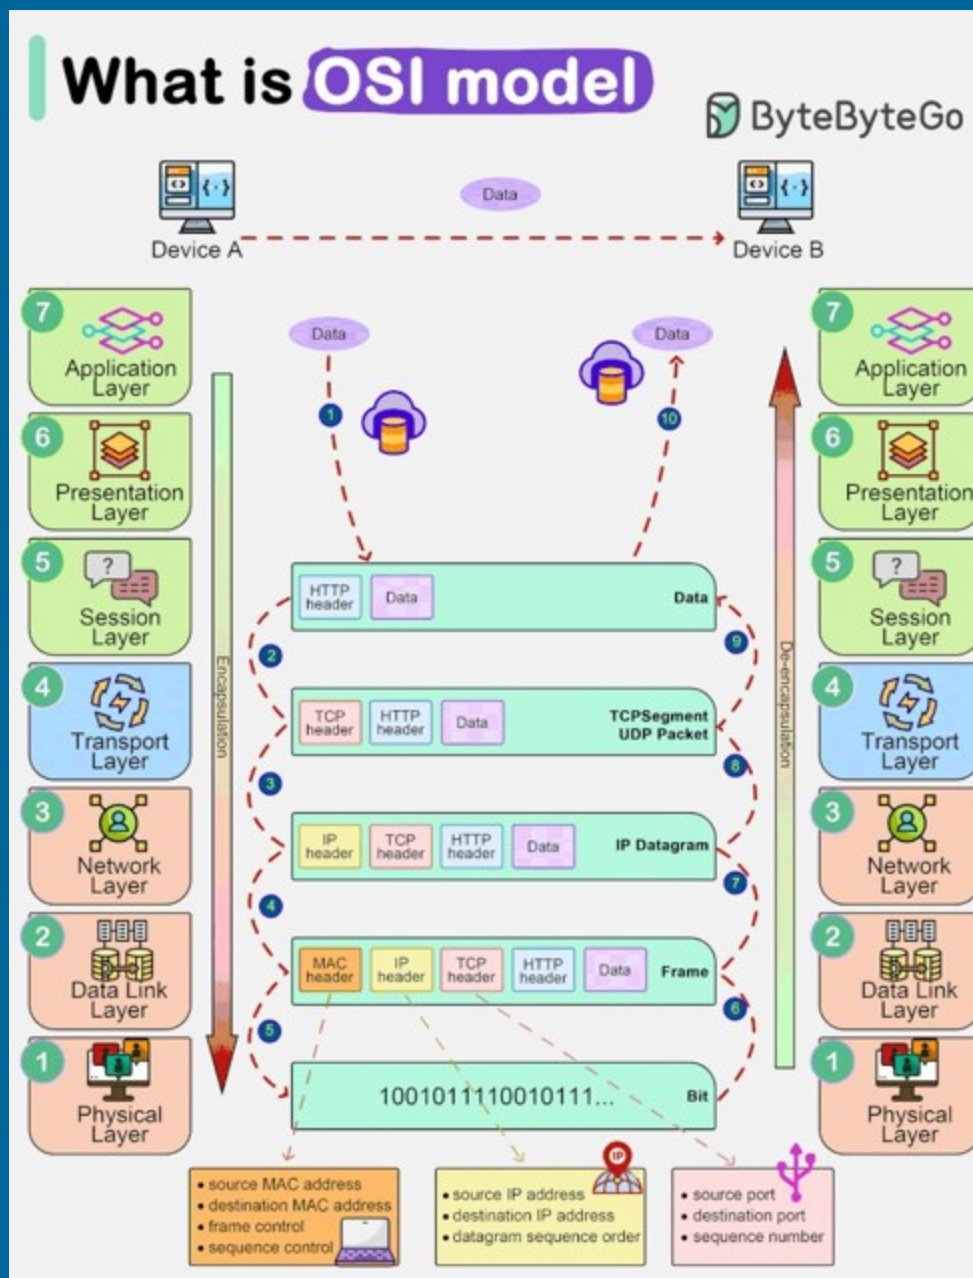 What is OSI model
ByteByteGo
Data
Device A
Device B
7
Application
Layer
6
Presentation
Layer
5
?
Session
Layer
4
Transport
Layer
3
Network
Layer
2
Data Link
Layer
1
Physical
Layer
Encapsulation
Data
1
Data
10
HTTP
header
Data
Data
2
9
TCP
header
HTTP
header
Data
TCPSegment
UDP Packet
3
8
IP
header
TCP
header
HTTP
header
Data
IP Datagram
4
7
MAC
header
IP
header
TCP
header
HTTP
header
Data
Frame
5
6
1001011110010111...
Bit
De-encapsulation
7
Application
Layer
6
Presentation
Layer
5
?
Session
Layer
4
Transport
Layer
3
Network
Layer
2
Data Link
Layer
1
Physical
Layer
• source MAC address
• destination MAC address
• frame control
• sequence control
IP
• source IP address
• destination IP address
• datagram sequence order
• source port
• destination port
• sequence number